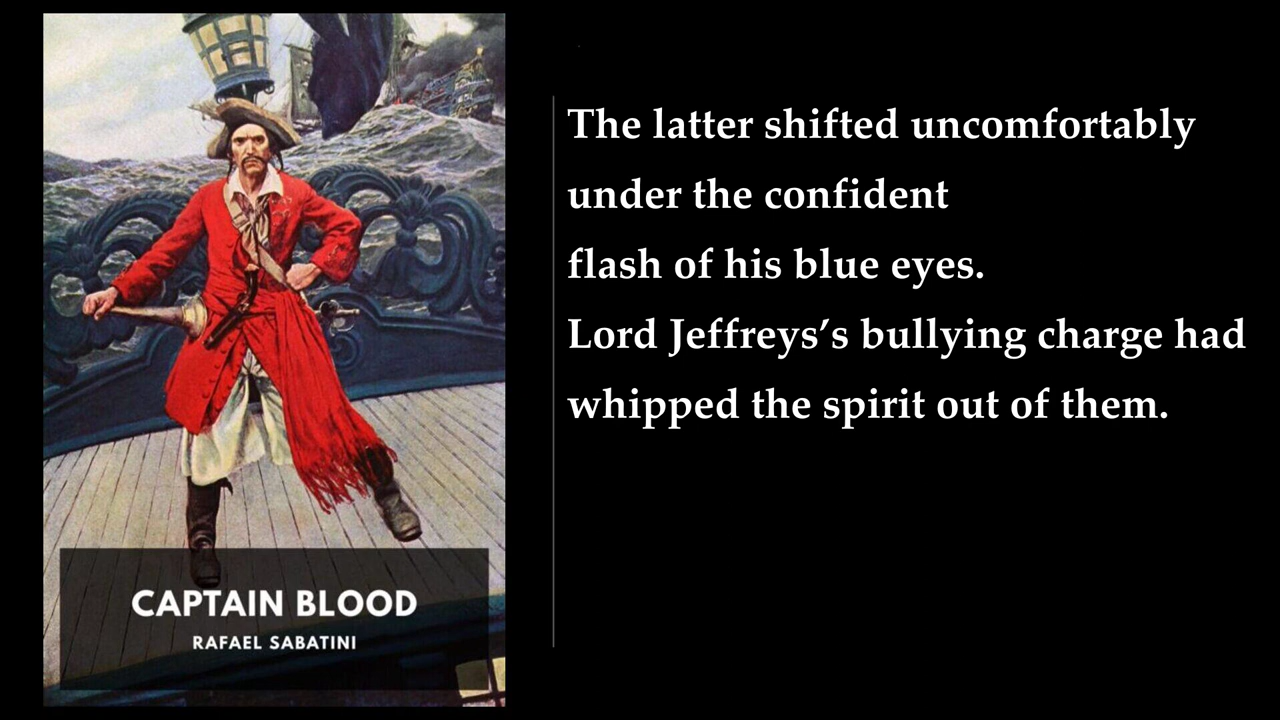 The latter shifted uncomfortably
under the confident
flash of his blue eyes.
Lord Jeffreys’s bullying charge had
whipped the spirit out of them.
CAPTAIN BLOOD
RAFAEL SABATINI